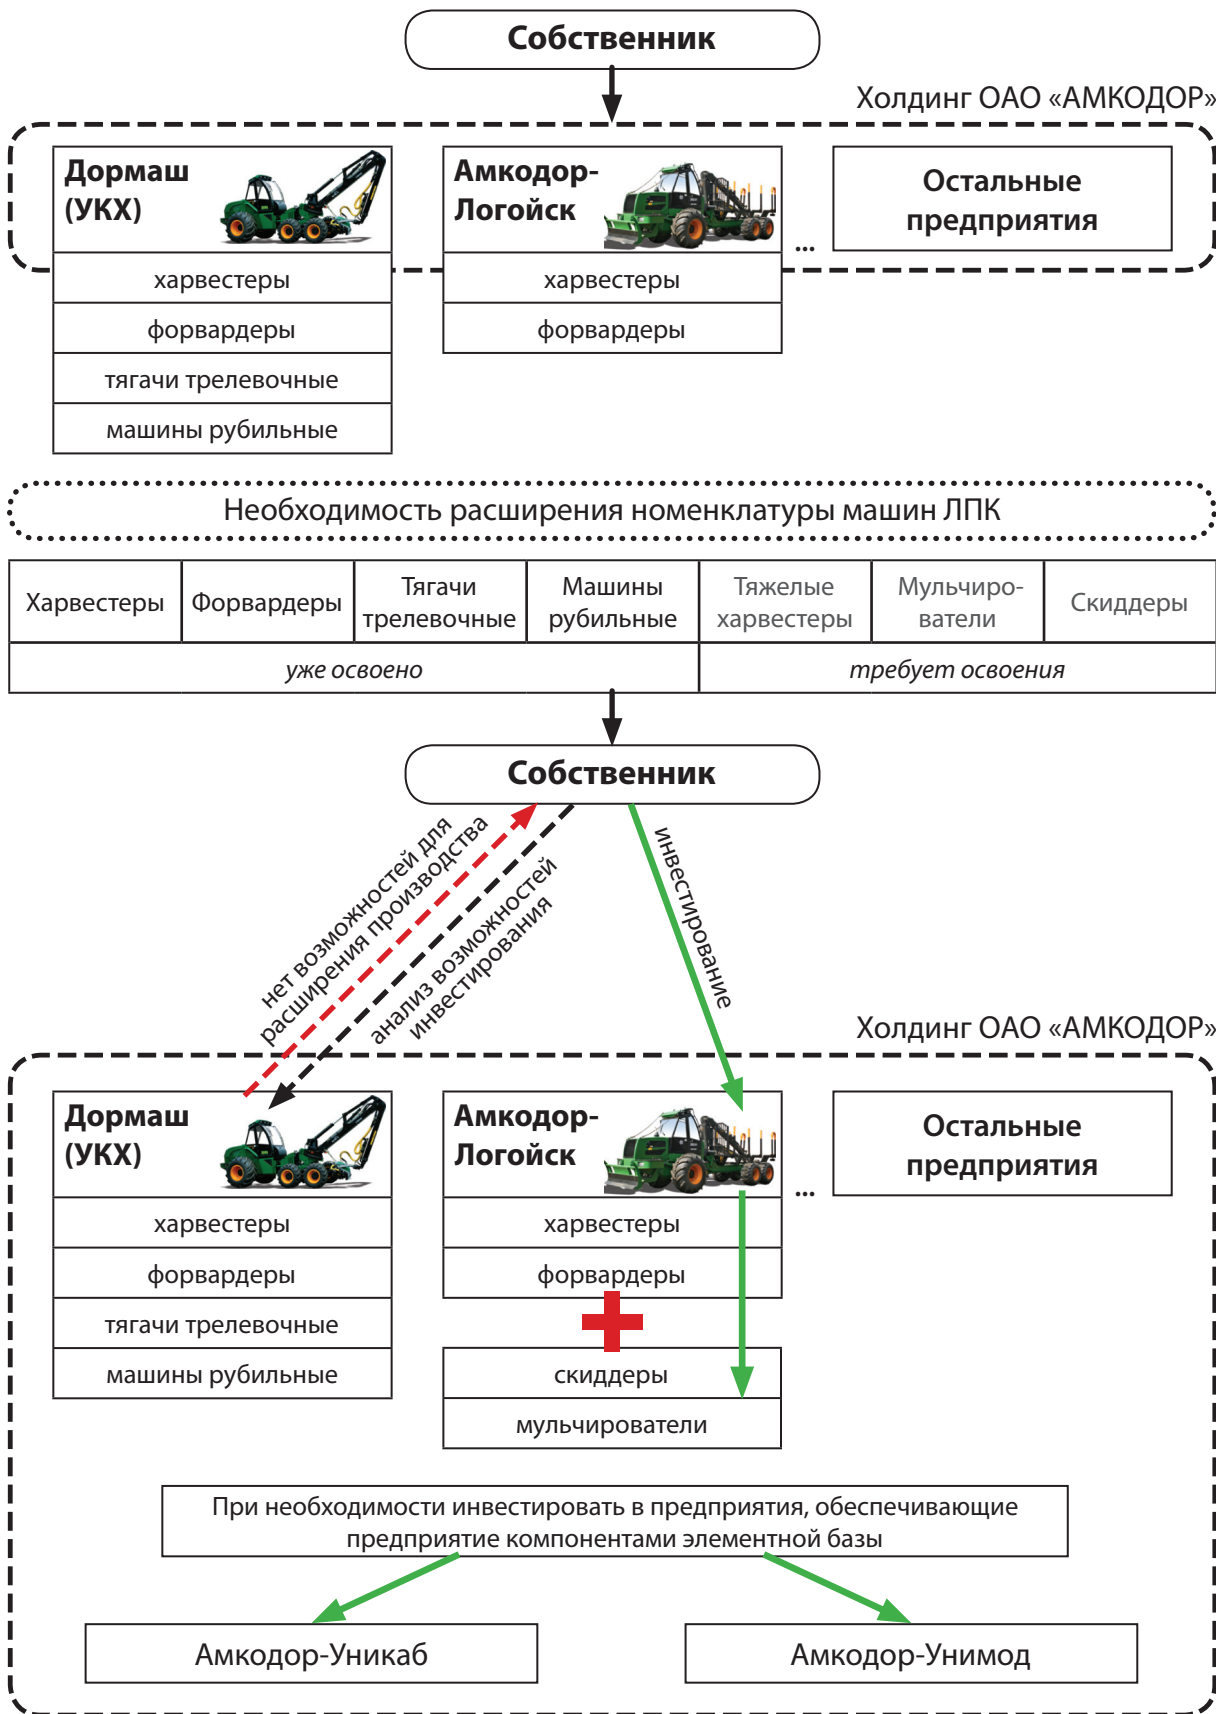 Собственник
Холдинг ОАО «АМКОДОР»
Дормаш
(УКХ)
харвестеры
форвардеры
тягачи трелевочные
машины рубильные
Амкодор-
Логойск
харвестеры
форвардеры
...
Остальные
предприятия
Необходимость расширения номенклатуры машин ЛПК
Харвестеры
Форвардеры
Тягачи
трелевочные
Машины
рубильные
Тяжелые
харвестеры
Мульчиро-
ватели
Скиддеры
уже освоено
требует освоения
Собственник
нет возможностей для
расширения производства
анализ возможностей
инвестирования
инвестирование
Холдинг ОАО «АМКОДОР»
Дормаш
(УКХ)
харвестеры
форвардеры
тягачи трелевочные
машины рубильные
Амкодор-
Логойск
харвестеры
форвардеры
скиддеры
мульчирователи
...
Остальные
предприятия
При необходимости инвестировать в предприятия, обеспечивающие
предприятие компонентами элементной базы
Амкодор-Уникаб
Амкодор-Унимод